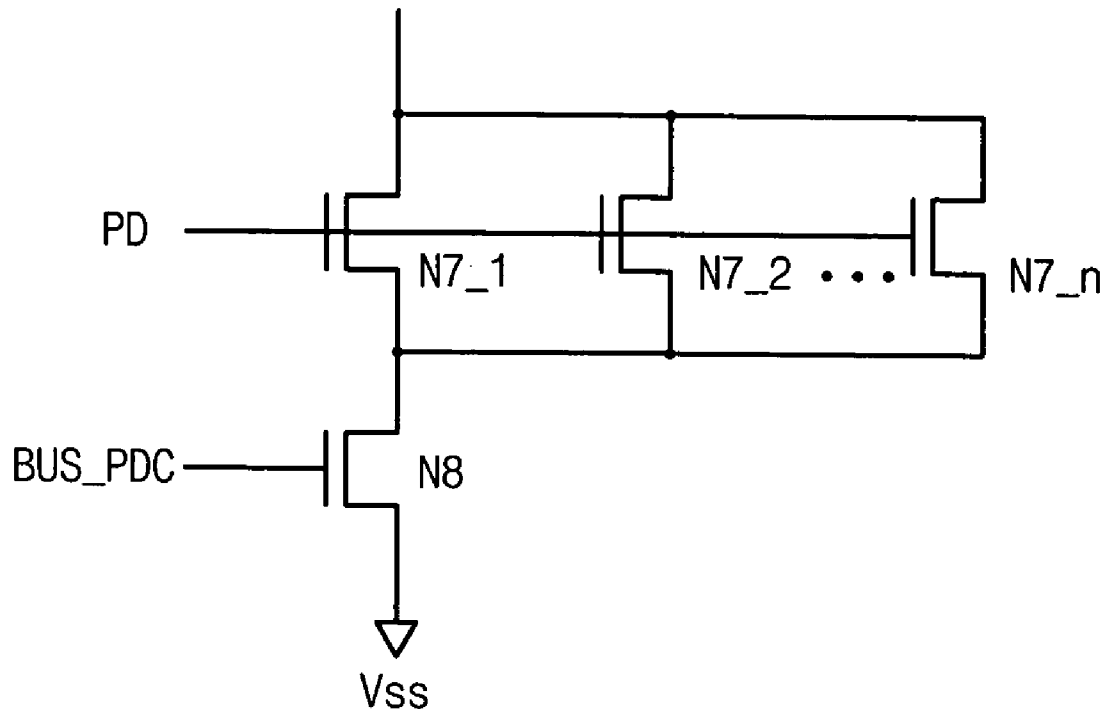 PD
N7_1
N7_2 • • •
N7_n
BUS_PDC
N8
Vss